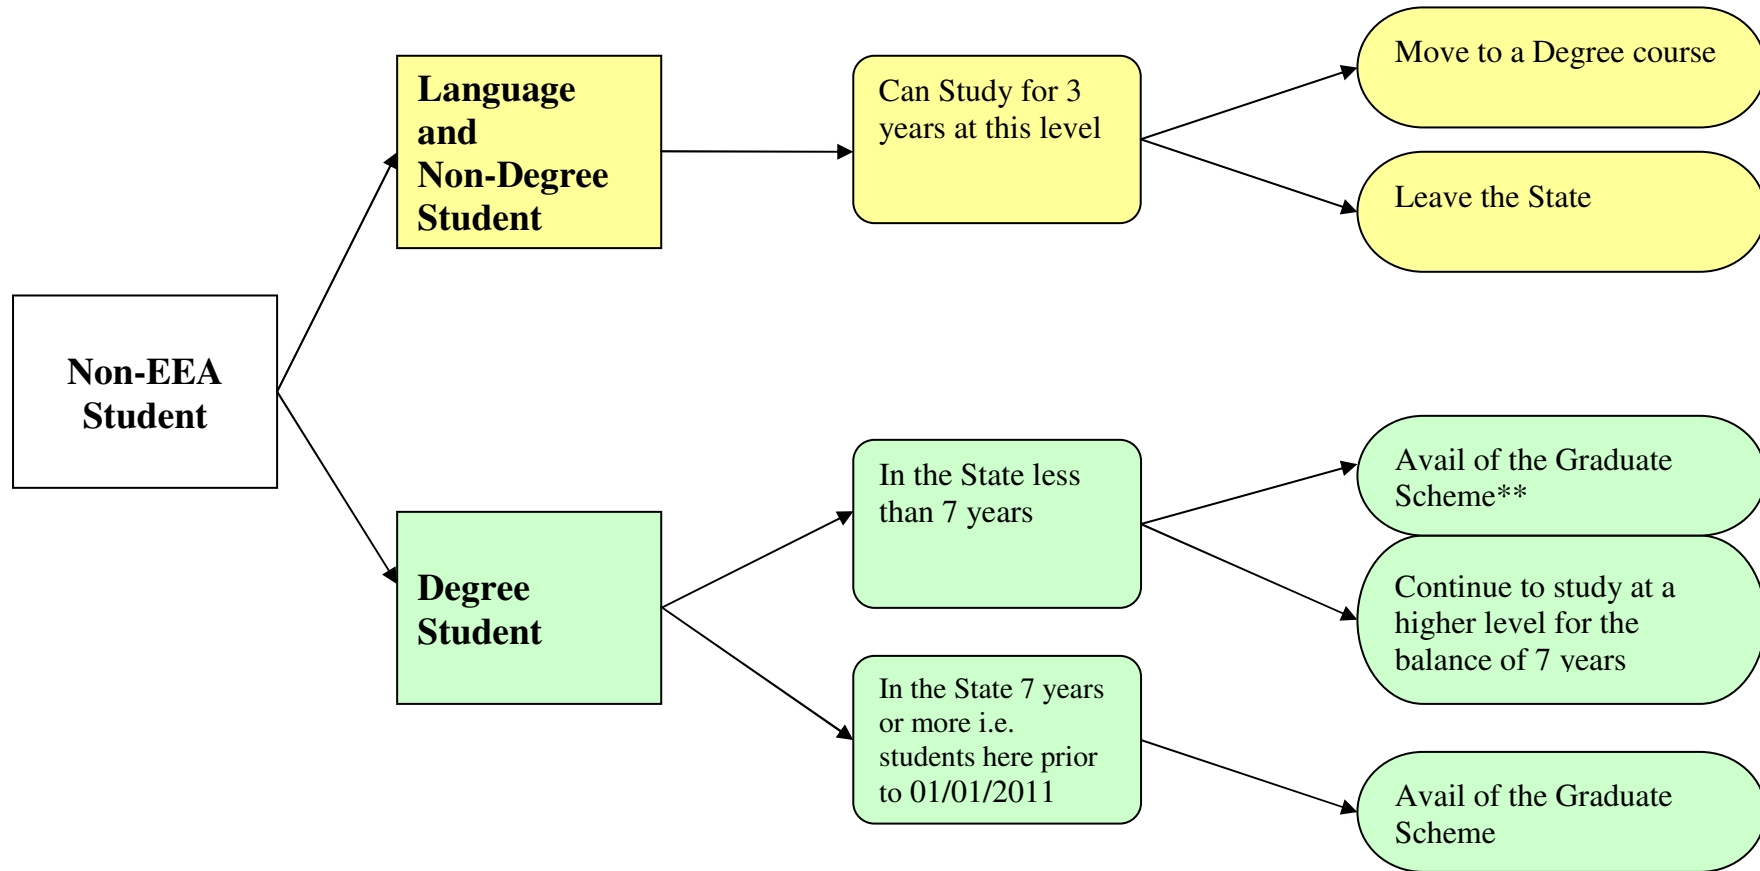 Non-EEA
Student
Language
and
Non-Degree
Student
Can Study for 3
years at this level
Move to a Degree course
Leave the State
Degree
Student
In the State less
than 7 years
Avail of the Graduate
Scheme**
Continue to study at a
higher level for the
balance of 7 years
In the State 7 years
or more i.e.
students here prior
to 01/01/2011
Avail of the Graduate
Scheme